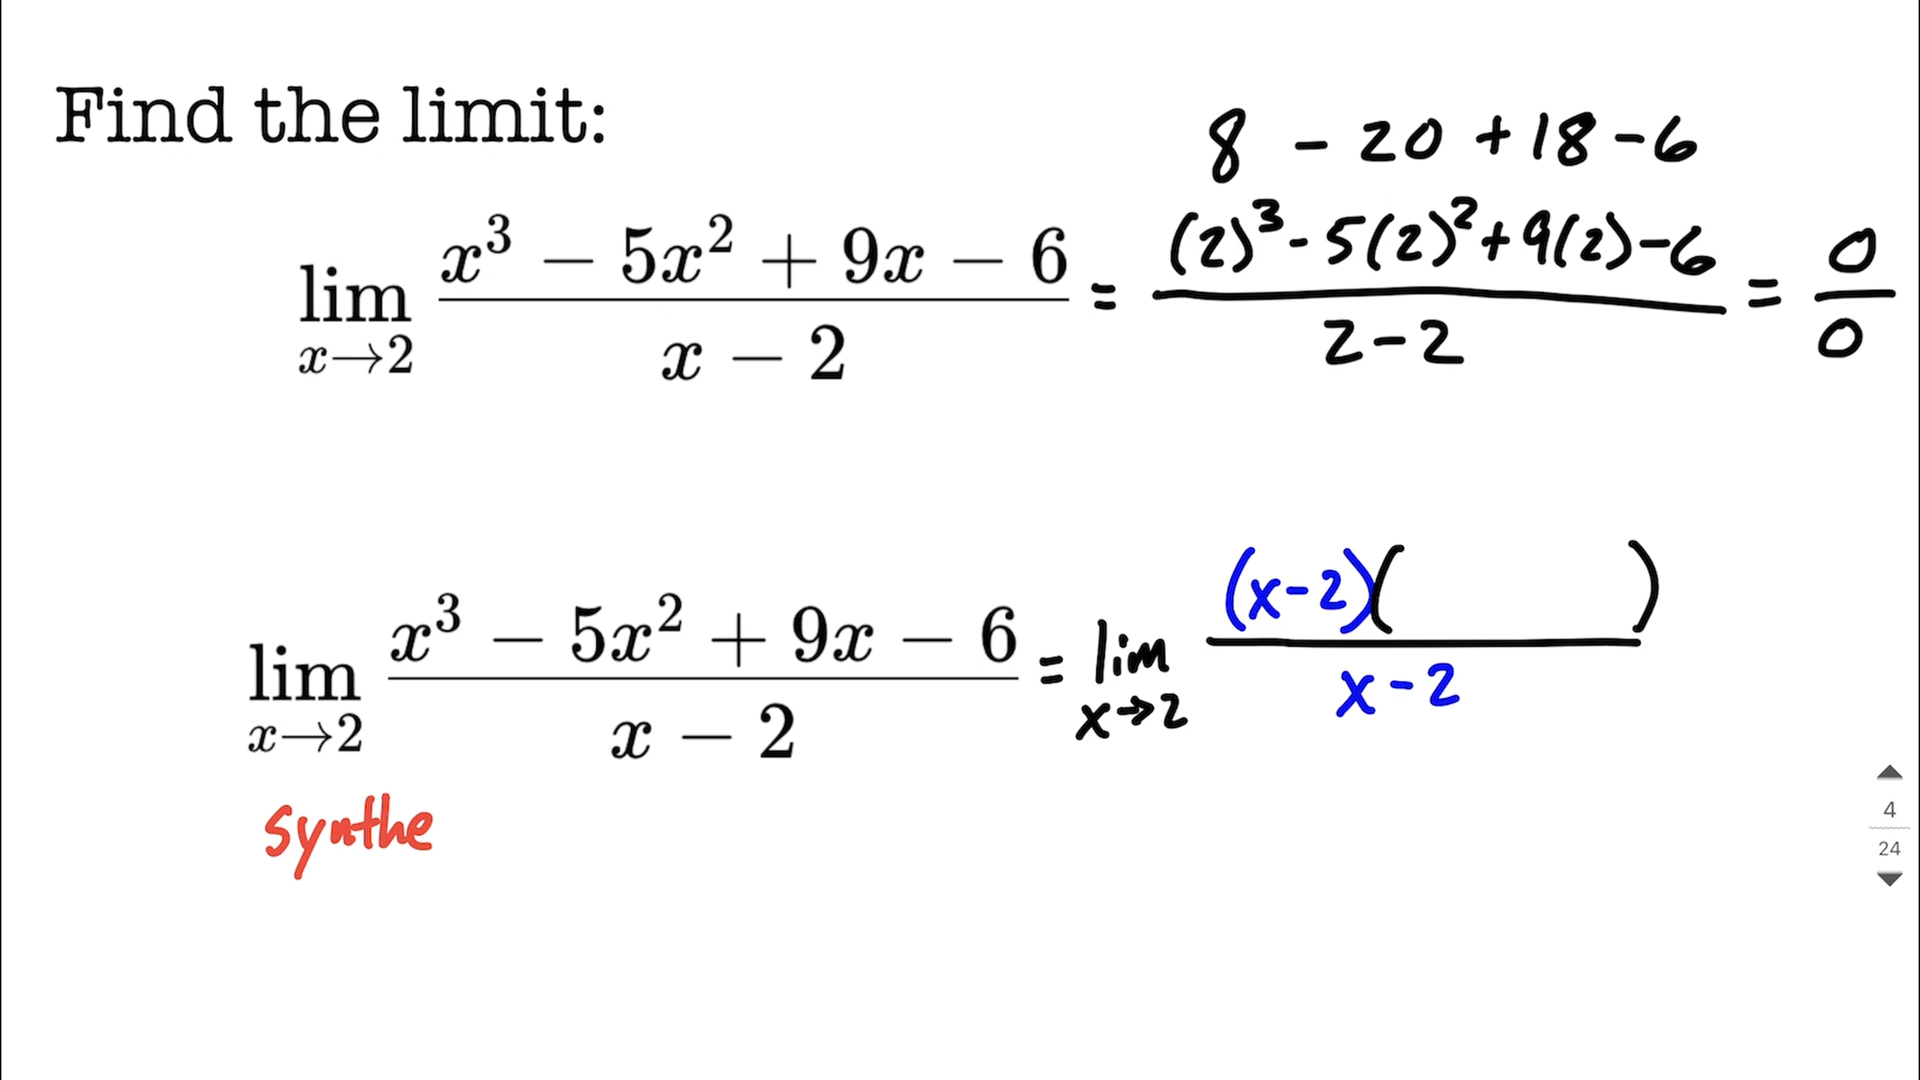 Find the limit:
8 - 20 + 18 - 6
lim x→2 (x³ − 5x² + 9x − 6)/(x − 2) = ((2)³ - 5(2)² + 9(2) - 6)/(2 - 2) = 0/0
lim x→2 (x³ − 5x² + 9x − 6)/(x − 2) = lim x→2 (x-2)( )/(x-2)
synthe
4
24